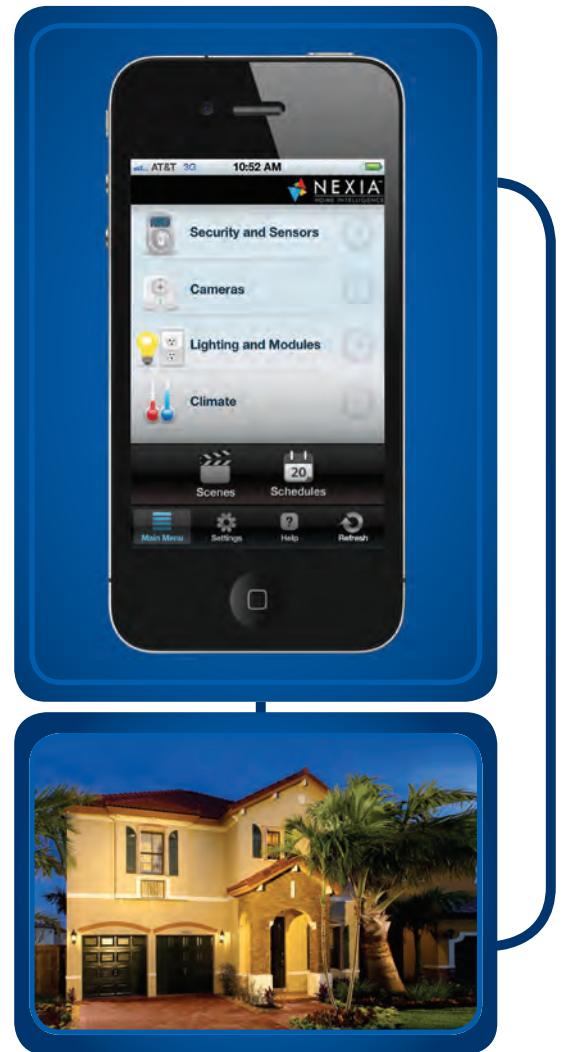 AT&T 3G 10:52 AM
NEXIA
HOME INTELLIGENCE
Security and Sensors
Cameras
Lighting and Modules
Climate
20
Scenes Schedules
?
Main Menu Settings Help Refresh